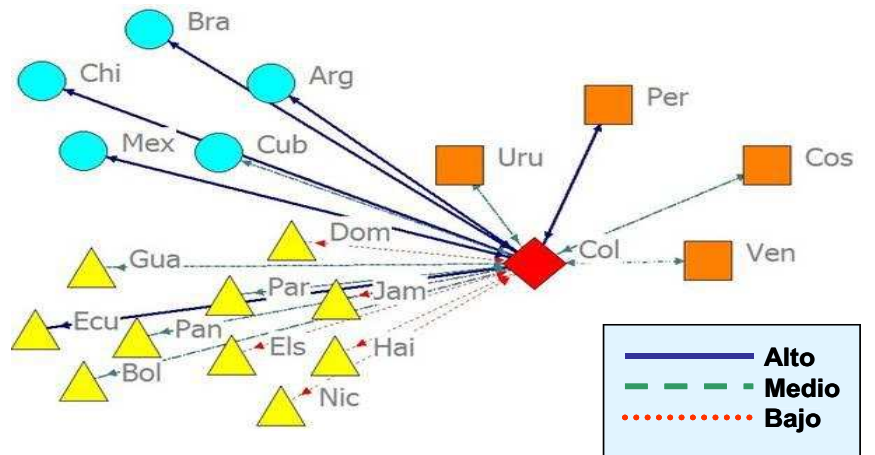 Bra
Chi
Arg
Per
Mex
Cub
Uru
Cos
Dom
Col
Ven
Gua
Par
Jam
Ecu
Pan
Els
Hai
Bol
Nic
Alto
Medio
Bajo